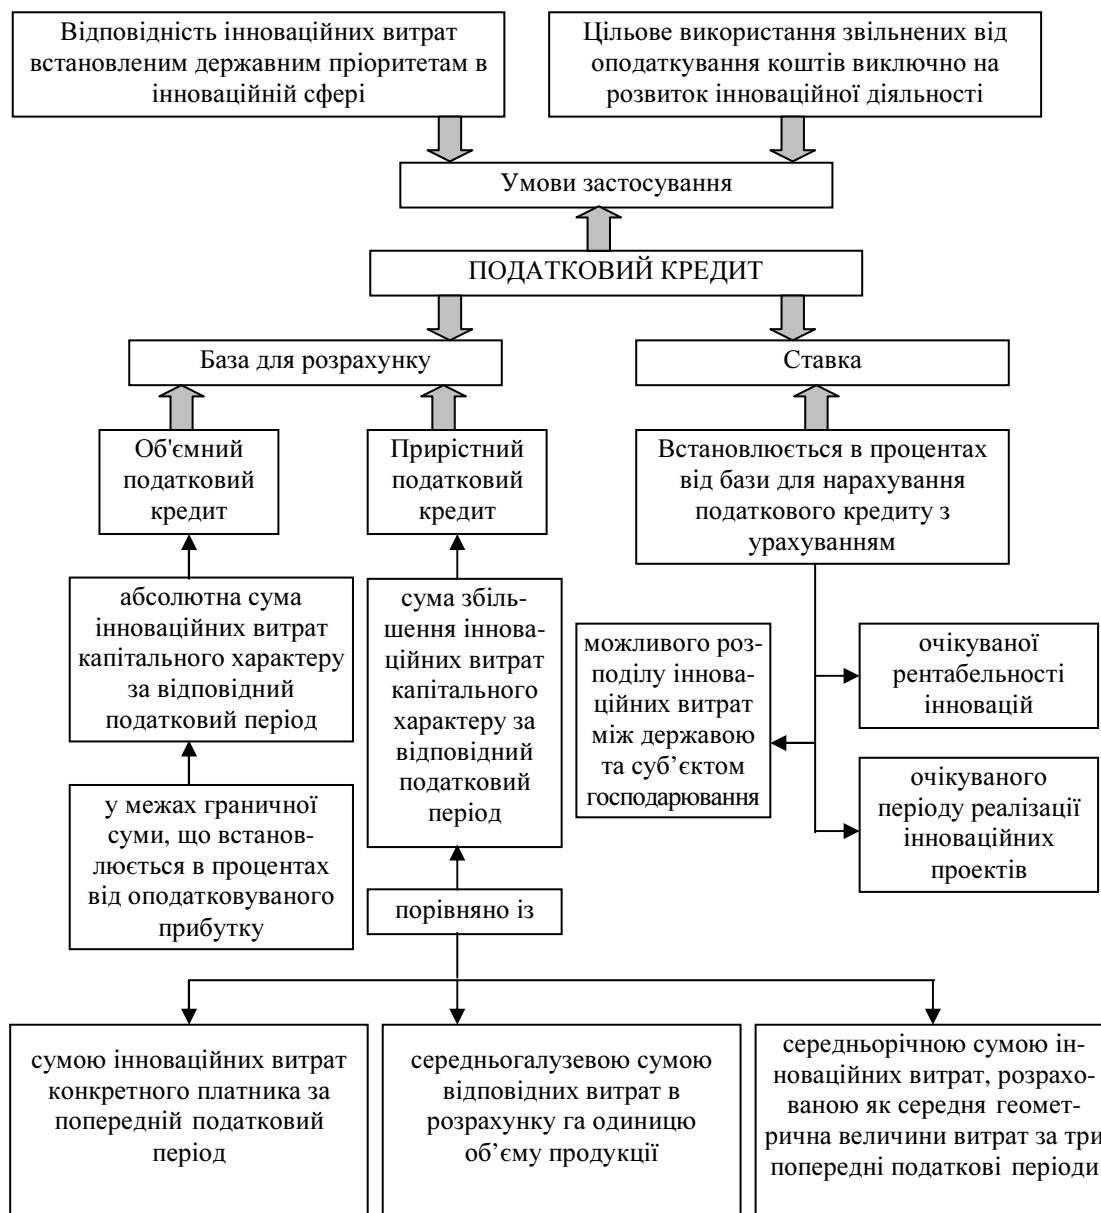 Відповідність інноваційних витрат
встановленим державним пріоритетам в
інноваційній сфері
Цільове використання звільнених від
оподаткування коштів виключно на
розвиток інноваційної діяльності
Умови застосування
ПОДАТКОВИЙ КРЕДИТ
База для розрахунку
Ставка
Об'ємний
податковий
кредит
Прирістний
податковий
кредит
Встановлюється в процентах
від бази для нарахування
податкового кредиту з
урахуванням
абсолютна сума
інноваційних витрат
капітального характеру
за відповідний
податковий період
сума збіль-
шення іннова-
ційних витрат
капітального
характеру за
відповідний
податковий
період
можливого роз-
поділу іннова-
ційних витрат
між державою
та суб’єктом
господарювання
очікуваної
рентабельності
інновацій
очікуваного
періоду реалізації
інноваційних
проектів
у межах граничної
суми, що встанов-
люється в процентах
від оподатковуваного
прибутку
порівняно із
сумою інноваційних витрат
конкретного платника за
попередній податковий
період
середньогалузевою сумою
відповідних витрат в
розрахунку га одиницю
об’єму продукції
середньорічною сумою ін-
новаційних витрат, розрахо-
ваною як середня геомет-
рична величини витрат за три
попередні податкові періоди